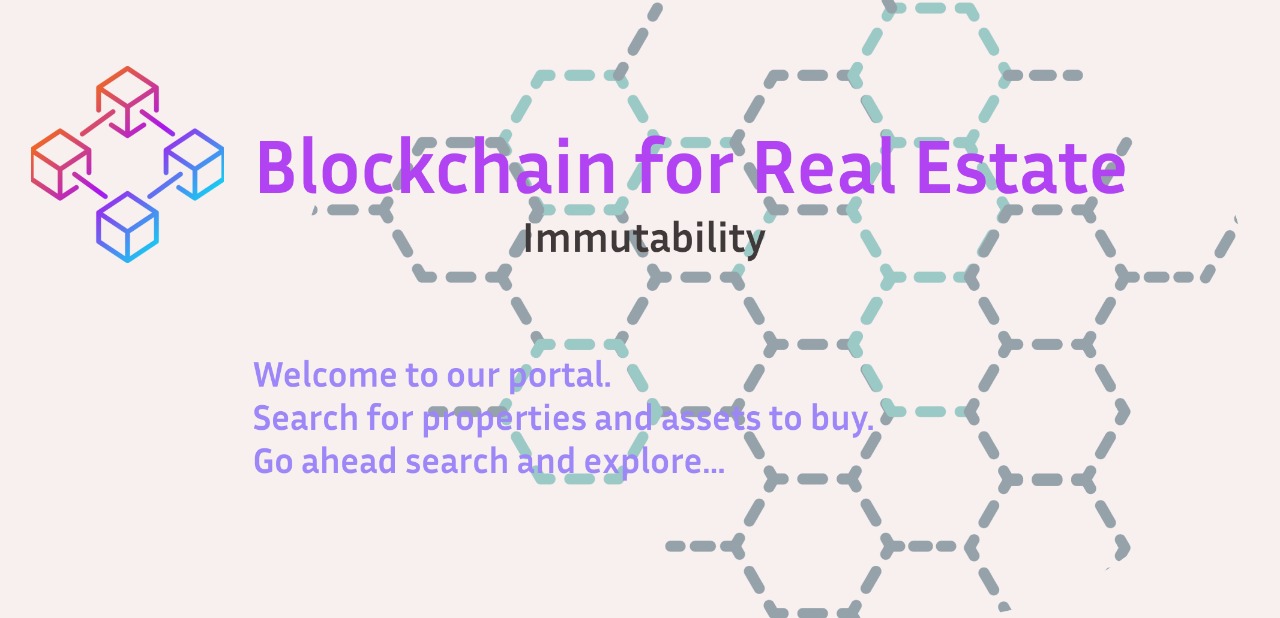 Blockchain for Real Estate
Immutability
Welcome to our portal.
Search for properties and assets to buy.
Go ahead search and explore...